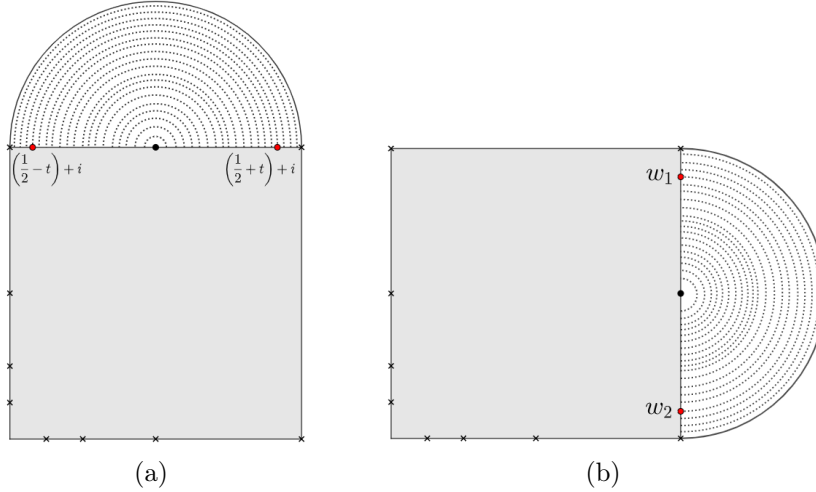 (1/2 − t) + i
(1/2 + t) + i
w₁
w₂
(a)
(b)